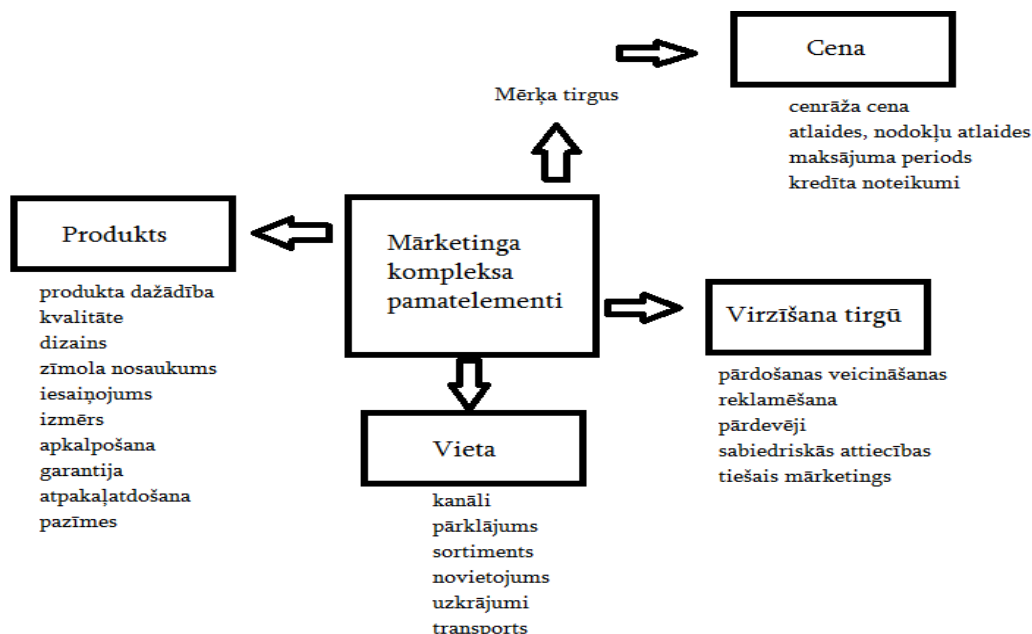 Cena
Mērķa tirgus
cenrāža cena
atlaides, nodokļu atlaides
maksājuma periods
kredīta noteikumi
Produkts
Mārketinga
kompleksa
pamatelementi
produkta dažādība
kvalitāte
dizains
zīmola nosaukums
iesaiņojums
izmērs
apkalpošana
garantija
atpakaļatdošana
pazīmes
Virzīšana tirgū
pārdošanas veicināšanas
reklamēšana
pārdevēji
sabiedriskās attiecības
tiešais mārketings
Vieta
kanāli
pārklājums
sortiments
novietojums
uzkrājumi
transports